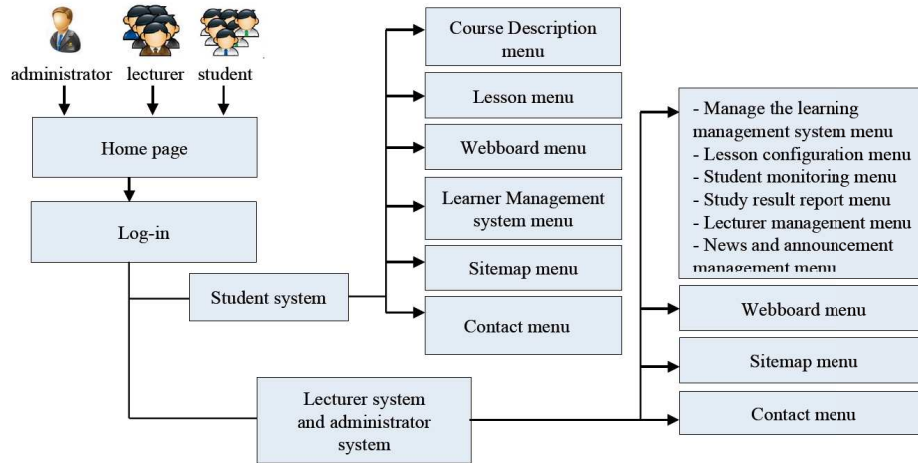 administrator
lecturer
student
Home page
Log-in
Student system
Lecturer system
and administrator
system
Course Description
menu
Lesson menu
Webboard menu
Learner Management
system menu
Sitemap menu
Contact menu
- Manage the learning
management system menu
- Lesson configuration menu
- Student monitoring menu
- Study result report menu
- Lecturer management menu
- News and announcement
management menu
Webboard menu
Sitemap menu
Contact menu